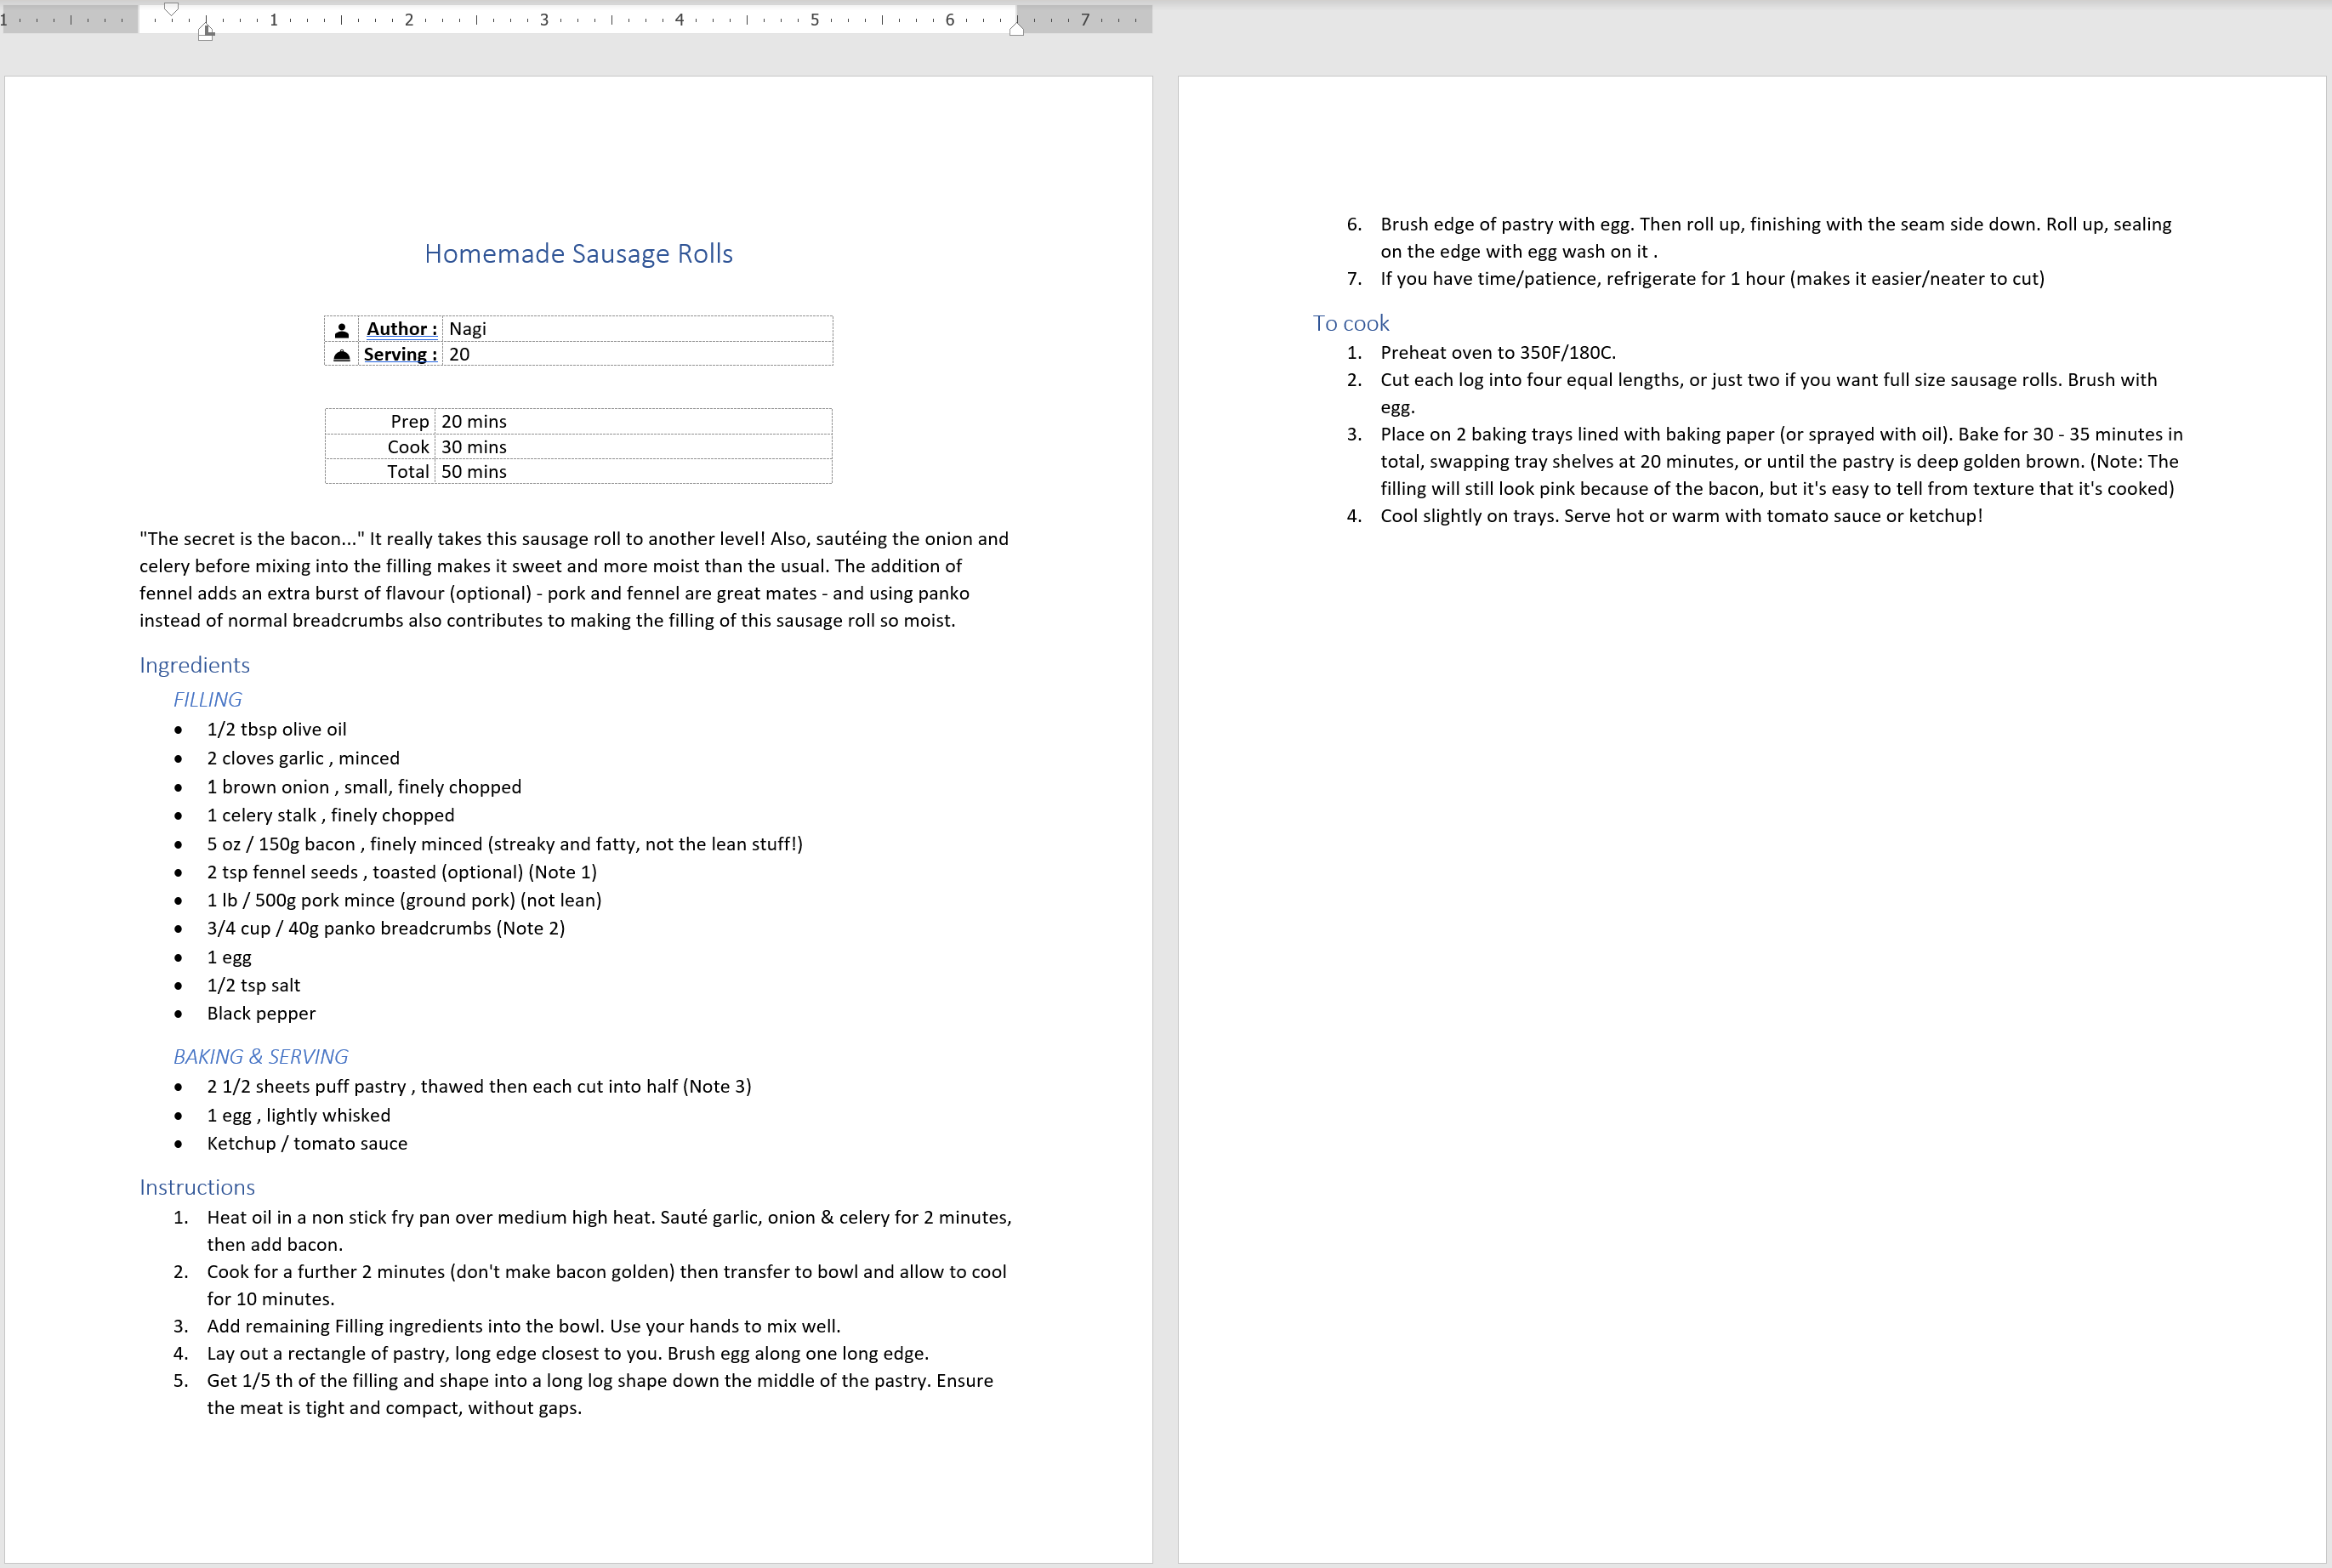 1 1 2 3 4 5 6 7
Homemade Sausage Rolls
Author : Nagi
Serving : 20
Prep 20 mins
Cook 30 mins
Total 50 mins
"The secret is the bacon..." It really takes this sausage roll to another level! Also, sautéing the onion and
celery before mixing into the filling makes it sweet and more moist than the usual. The addition of
fennel adds an extra burst of flavour (optional) - pork and fennel are great mates - and using panko
instead of normal breadcrumbs also contributes to making the filling of this sausage roll so moist.
Ingredients
FILLING
• 1/2 tbsp olive oil
• 2 cloves garlic , minced
• 1 brown onion , small, finely chopped
• 1 celery stalk , finely chopped
• 5 oz / 150g bacon , finely minced (streaky and fatty, not the lean stuff!)
• 2 tsp fennel seeds , toasted (optional) (Note 1)
• 1 lb / 500g pork mince (ground pork) (not lean)
• 3/4 cup / 40g panko breadcrumbs (Note 2)
• 1 egg
• 1/2 tsp salt
• Black pepper
BAKING & SERVING
• 2 1/2 sheets puff pastry , thawed then each cut into half (Note 3)
• 1 egg , lightly whisked
• Ketchup / tomato sauce
Instructions
1. Heat oil in a non stick fry pan over medium high heat. Sauté garlic, onion & celery for 2 minutes,
then add bacon.
2. Cook for a further 2 minutes (don't make bacon golden) then transfer to bowl and allow to cool
for 10 minutes.
3. Add remaining Filling ingredients into the bowl. Use your hands to mix well.
4. Lay out a rectangle of pastry, long edge closest to you. Brush egg along one long edge.
5. Get 1/5 th of the filling and shape into a long log shape down the middle of the pastry. Ensure
the meat is tight and compact, without gaps.
6. Brush edge of pastry with egg. Then roll up, finishing with the seam side down. Roll up, sealing
on the edge with egg wash on it .
7. If you have time/patience, refrigerate for 1 hour (makes it easier/neater to cut)
To cook
1. Preheat oven to 350F/180C.
2. Cut each log into four equal lengths, or just two if you want full size sausage rolls. Brush with
egg.
3. Place on 2 baking trays lined with baking paper (or sprayed with oil). Bake for 30 - 35 minutes in
total, swapping tray shelves at 20 minutes, or until the pastry is deep golden brown. (Note: The
filling will still look pink because of the bacon, but it's easy to tell from texture that it's cooked)
4. Cool slightly on trays. Serve hot or warm with tomato sauce or ketchup!